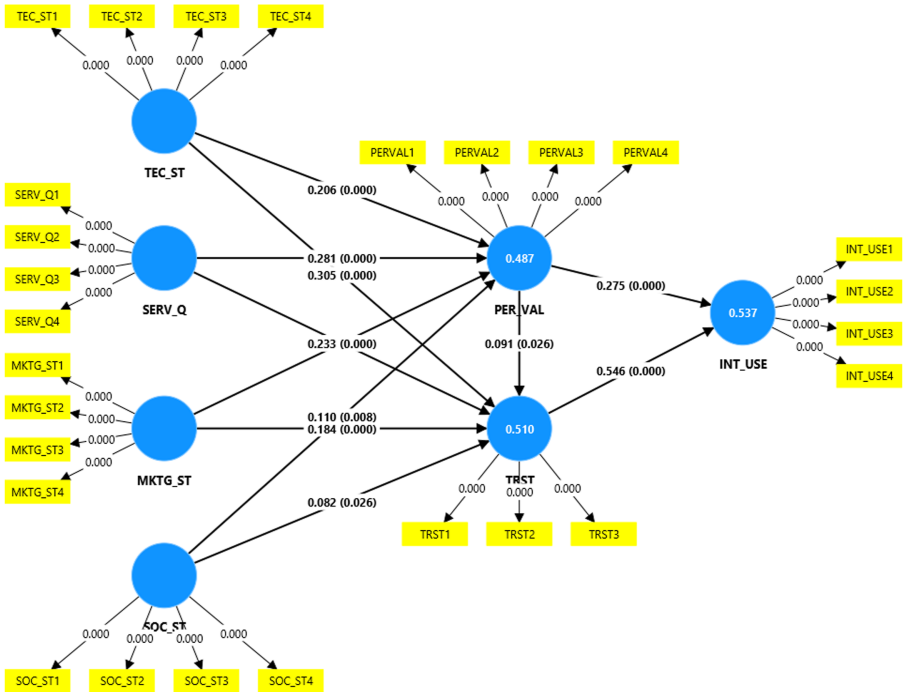 TEC_ST1 TEC_ST2 TEC_ST3 TEC_ST4
0.000 0.000 0.000 0.000
TEC_ST
PERVAL1 PERVAL2 PERVAL3 PERVAL4
0.000 0.000 0.000 0.000
0.206 (0.000)
SERV_Q1
0.000
SERV_Q2
0.000
SERV_Q3
0.000
SERV_Q4
0.000
SERV_Q
0.281 (0.000)
0.305 (0.000)
0.487
PER_VAL
0.275 (0.000)
0.537
INT_USE
0.000
INT_USE1
0.000
INT_USE2
0.000
INT_USE3
0.000
INT_USE4
0.233 (0.000)
0.091 (0.026)
0.546 (0.000)
MKTG_ST1
0.000
MKTG_ST2
0.000
MKTG_ST3
0.000
MKTG_ST4
0.000
MKTG_ST
0.110 (0.008)
0.184 (0.000)
0.510
TRST
0.000 0.000 0.000
TRST1 TRST2 TRST3
0.082 (0.026)
SOC_ST
0.000 0.000 0.000 0.000
SOC_ST1 SOC_ST2 SOC_ST3 SOC_ST4